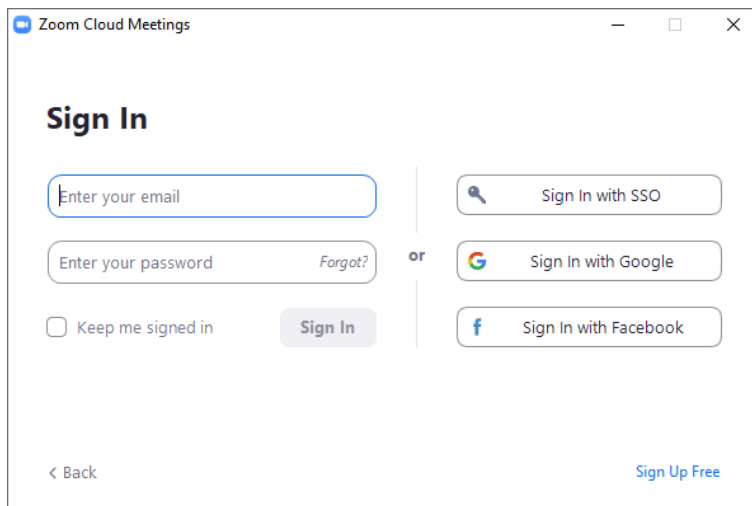 Zoom Cloud Meetings
Sign In
Enter your email
Enter your password Forgot?
Keep me signed in Sign In
or
Sign In with SSO
Sign In with Google
Sign In with Facebook
Back
Sign Up Free